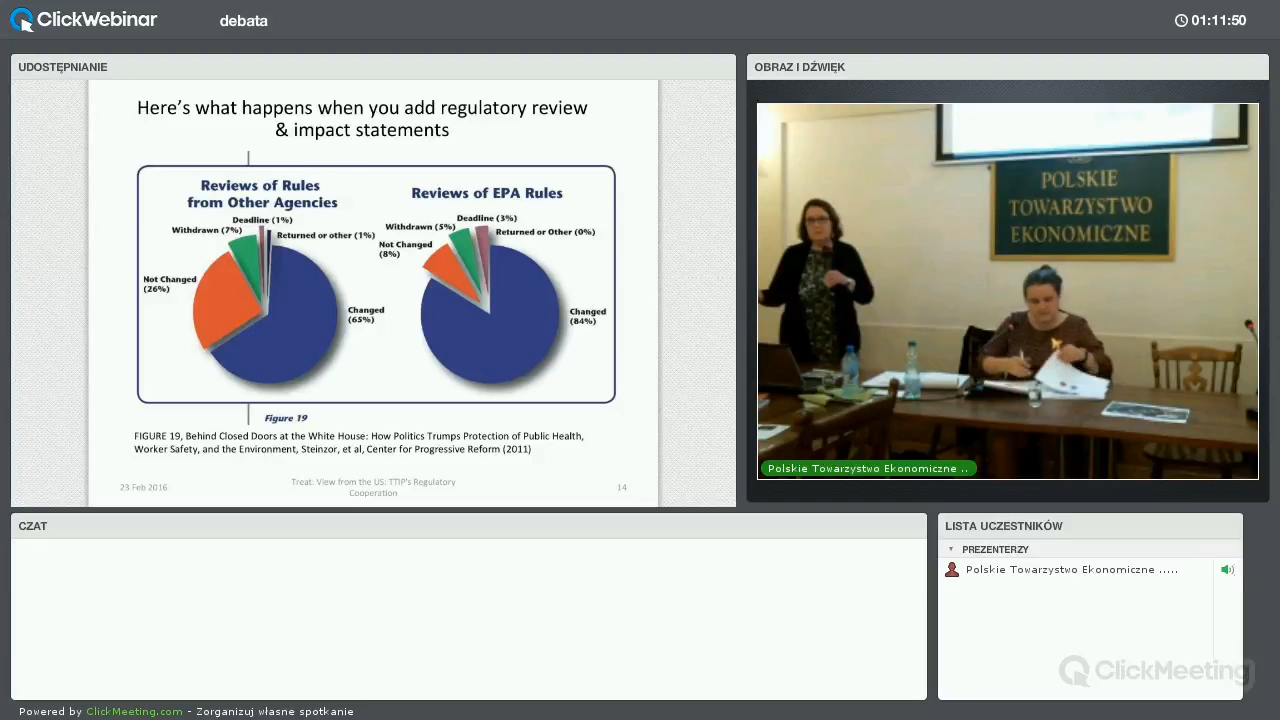 ClickWebinar
debata
01:11:50
UDOSTĘPNIANIE
Here's what happens when you add regulatory review
& impact statements
Reviews of Rules
from Other Agencies
Deadline (1%)
Withdrawn (7%)
Returned or other (1%)
Not Changed
(26%)
Changed
(65%)
Reviews of EPA Rules
Deadline (3%)
Withdrawn (5%)
Returned or Other (0%)
Not Changed
(8%)
Changed
(84%)
Figure 19
FIGURE 19, Behind Closed Doors at the White House: How Politics Trumps Protection of Public Health,
Worker Safety, and the Environment, Steinzor, et al, Center for Progressive Reform (2011)
23 Feb 2016
Treat: View from the US: TTIP's Regulatory
Cooperation
14
OBRAZ I DŹWIĘK
POLSKIE
TOWARZYSTWO
EKONOMICZNE
Polskie Towarzystwo Ekonomiczne ..
CZAT
LISTA UCZESTNIKÓW
PREZENTERZY
Polskie Towarzystwo Ekonomiczne .....
ClickMeeting
Powered by ClickMeeting.com - Zorganizuj własne spotkanie